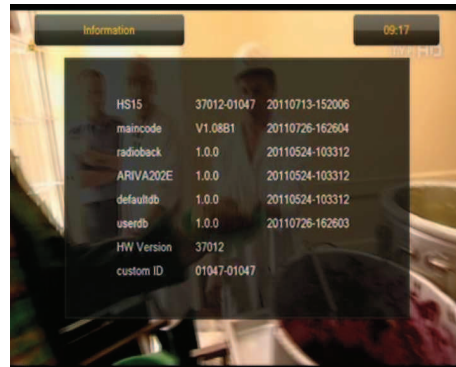 Information 09:17
HS15 37012-01047 20110713-152006
maincode V1.08B1 20110726-162604
radioback 1.0.0 20110524-103312
ARIVA202E 1.0.0 20110524-103312
defaultdb 1.0.0 20110524-103312
userdb 1.0.0 20110726-162603
HW Version 37012
custom ID 01047-01047